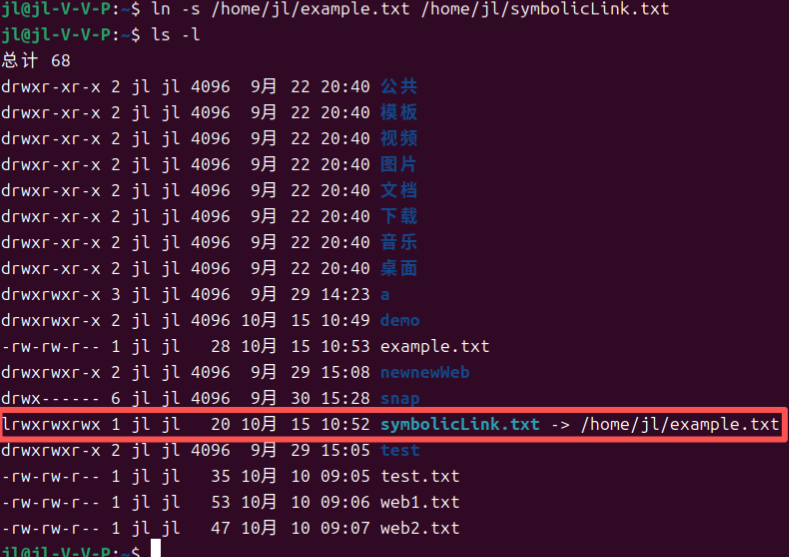 jl@jl-V-V-P:~$ ln -s /home/jl/example.txt /home/jl/symbolicLink.txt
jl@jl-V-V-P:~$ ls -l
总计 68
drwxr-xr-x 2 jl jl 4096  9月 22 20:40 公共
drwxr-xr-x 2 jl jl 4096  9月 22 20:40 模板
drwxr-xr-x 2 jl jl 4096  9月 22 20:40 视频
drwxr-xr-x 2 jl jl 4096  9月 22 20:40 图片
drwxr-xr-x 2 jl jl 4096  9月 22 20:40 文档
drwxr-xr-x 2 jl jl 4096  9月 22 20:40 下载
drwxr-xr-x 2 jl jl 4096  9月 22 20:40 音乐
drwxr-xr-x 2 jl jl 4096  9月 22 20:40 桌面
drwxrwxr-x 3 jl jl 4096  9月 29 14:23 a
drwxrwxr-x 2 jl jl 4096 10月 15 10:49 demo
-rw-rw-r-- 1 jl jl   28 10月 15 10:53 example.txt
drwxrwxr-x 2 jl jl 4096  9月 29 15:08 newnewWeb
drwx------ 6 jl jl 4096  9月 30 15:28 snap
lrwxrwxrwx 1 jl jl   20 10月 15 10:52 symbolicLink.txt -> /home/jl/example.txt
drwxrwxr-x 2 jl jl 4096  9月 29 15:05 test
-rw-rw-r-- 1 jl jl   35 10月 10 09:05 test.txt
-rw-rw-r-- 1 jl jl   53 10月 10 09:06 web1.txt
-rw-rw-r-- 1 jl jl   47 10月 10 09:07 web2.txt
jl@jl-V-V-P:~$